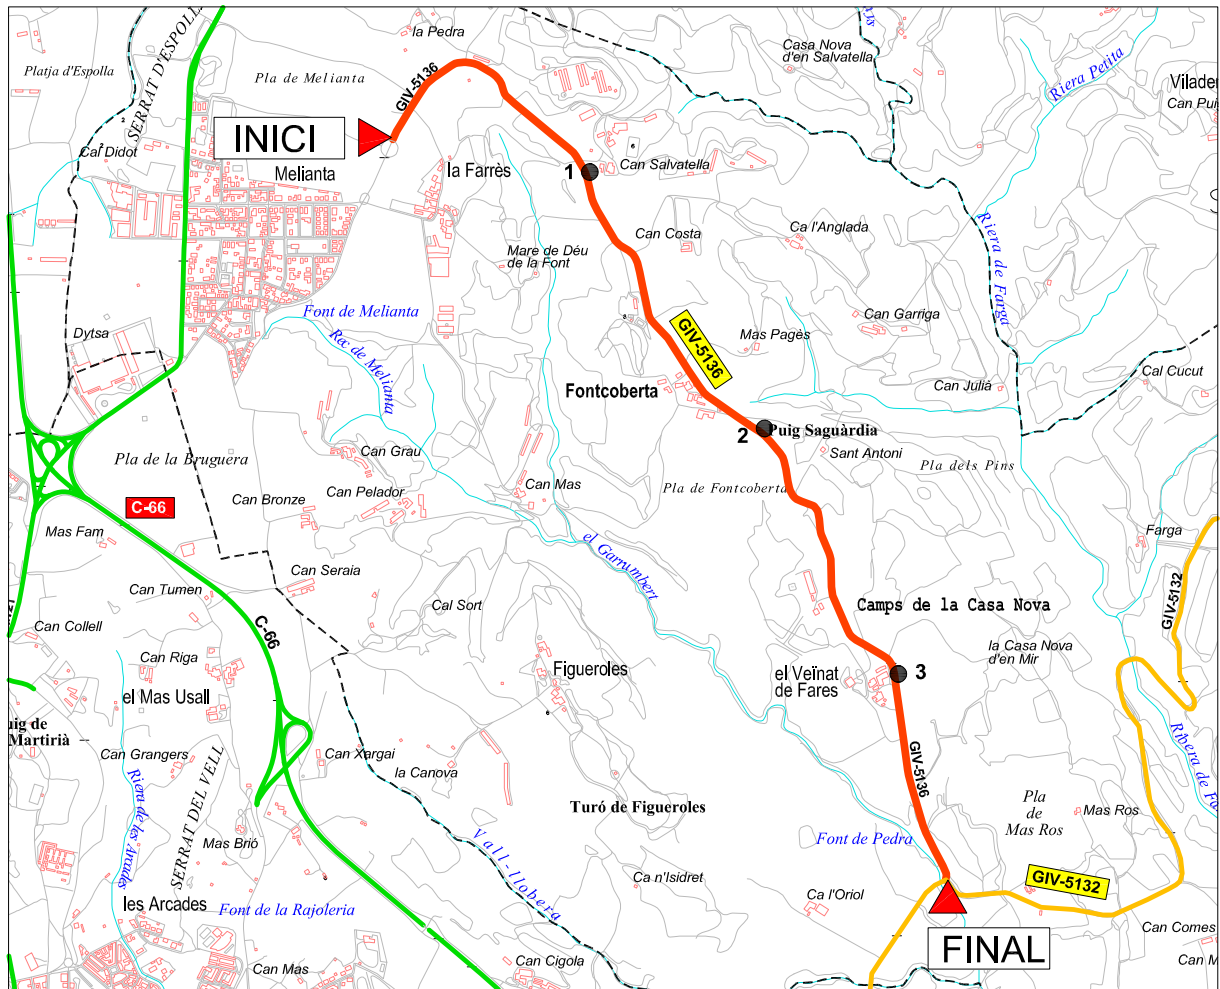 la Pedra
SERRAT D'ESPOLLA
Casa Nova
d'en Salvatella
Riera Petita
Platja d'Espolla
Pla de Melianta
GIV-5136
Can Pui
INICI
Cal Didot
Melianta
la Farrès
1
Can Salvatella
Can Costa
Ca l'Anglada
Riera de Farga
Mare de Déu
de la Font
Font de Melianta
Can Garriga
Dytsa
Rec de Melianta
GIV-5136
Mas Pagès
Can Julià
Cal Cucut
Fontcoberta
2
Puig Saguàrdia
Sant Antoni
Pla dels Pins
Can Grau
Pla de la Bruguera
Can Mas
Pla de Fontcoberta
Can Bronze
Can Pelador
C-66
Mas Fam
el Garrumbert
Farga
Can Seraia
Can Tumen
GIV-5132
Cal Sort
Camps de la Casa Nova
Can Collell
C-66
Can Riga
la Casa Nova
d'en Mir
Figueroles
el Veïnat
de Fares
3
el Mas Usall
uig de
Martirià
Can Grangers
Can Xargai
la Canova
Ribera de Fa
SERRAT DEL VELL
Riera de les Arcades
GIV-5136
Turó de Figueroles
Pla
de
Mas Ros
Mas Ros
Mas Brió
Font de Pedra
Vall-llobera
Ca n'Isidret
GIV-5132
Ca l'Oriol
les Arcades
Font de la Rajoleria
Can Comes
FINAL
Can Mas
Can Cigola
Can M